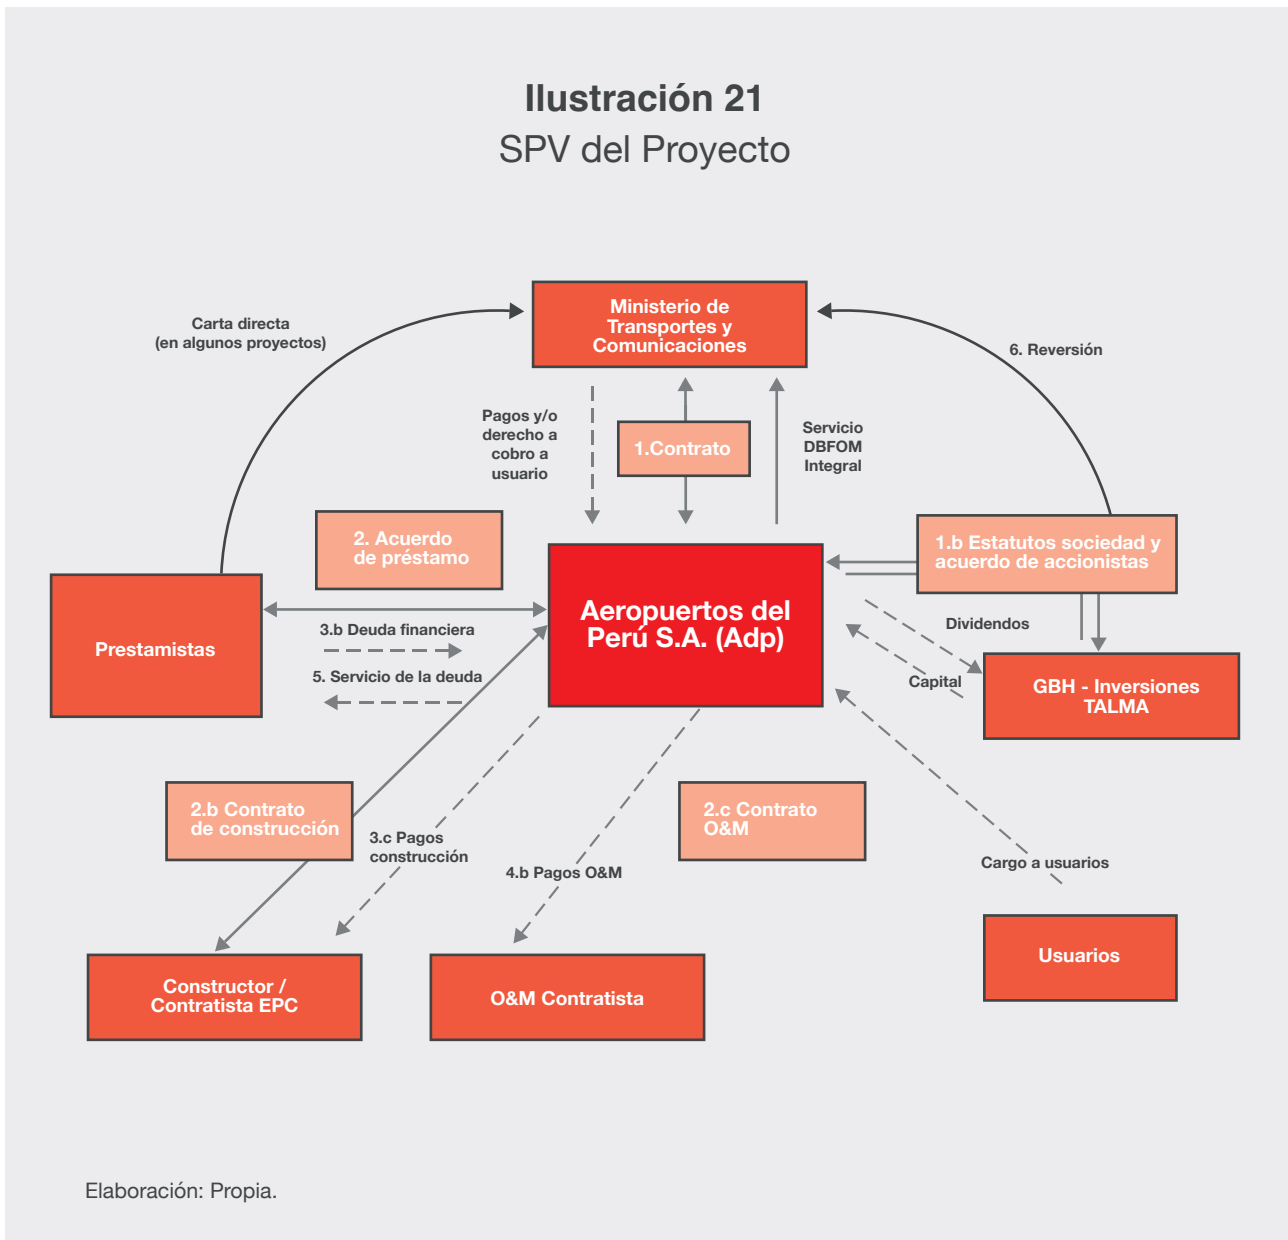 Ilustración 21
SPV del Proyecto
Ministerio de
Transportes y
Comunicaciones
Carta directa
(en algunos proyectos)
6. Reversión
Pagos y/o
derecho a
cobro a
usuario
1.Contrato
Servicio
DBFOM
Integral
2. Acuerdo
de préstamo
1.b Estatutos sociedad y
acuerdo de accionistas
Prestamistas
3.b Deuda financiera
5. Servicio de la deuda
Aeropuertos del
Perú S.A. (Adp)
Dividendos
Capital
GBH - Inversiones
TALMA
2.b Contrato
de construcción
3.c Pagos
construcción
4.b Pagos O&M
2.c Contrato
O&M
Cargo a usuarios
Constructor /
Contratista EPC
O&M Contratista
Usuarios
Elaboración: Propia.